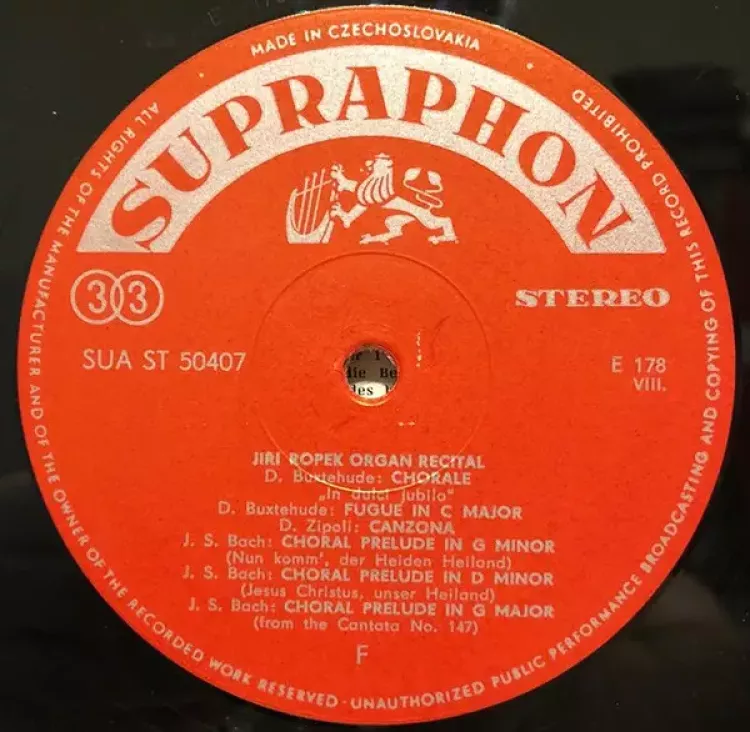 MADE IN CZECHOSLOVAKIA
SUPRAPHON
33
STEREO
SUA ST 50407
E 178
VIII.
die Be
des
JIRI ROPEK ORGAN RECITAL
D. Buxtehude: CHORALE
„In dulci jubilo"
D. Buxtehude: FUGUE IN C MAJOR
D. Zipoli: CANZONA
J. S. Bach: CHORAL PRELUDE IN G MINOR
(Nun komm', der Heiden Heiland)
J. S. Bach: CHORAL PRELUDE IN D MINOR
(Jesus Christus, unser Heiland)
J. S. Bach: CHORAL PRELUDE IN G MAJOR
(from the Cantata No. 147)
F
ALL RIGHTS OF THE MANUFACTURER AND OF THE OWNER OF THE RECORDED WORK RESERVED · UNAUTHORIZED PUBLIC PERFORMANCE BROADCASTING AND COPYING OF THIS RECORD PROHIBITED